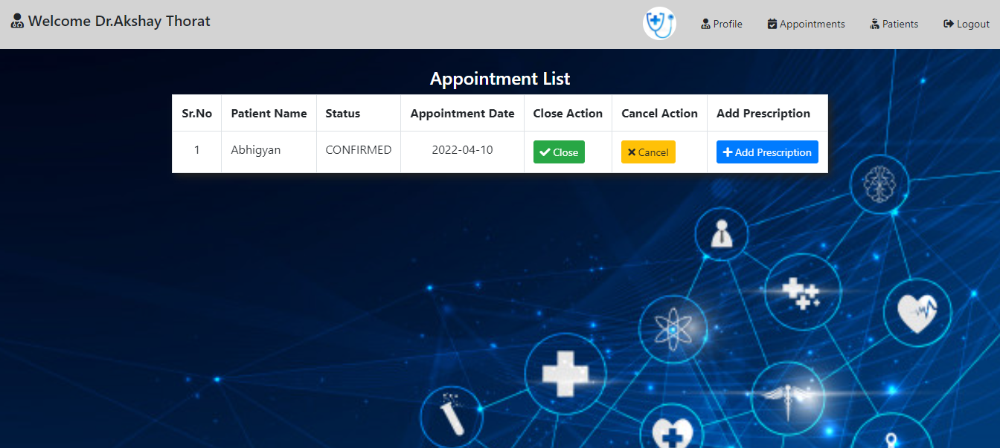 Welcome Dr.Akshay Thorat
Profile Appointments Patients Logout
Appointment List
Sr.No Patient Name Status Appointment Date Close Action Cancel Action Add Prescription
1 Abhigyan CONFIRMED 2022-04-10 Close Cancel Add Prescription